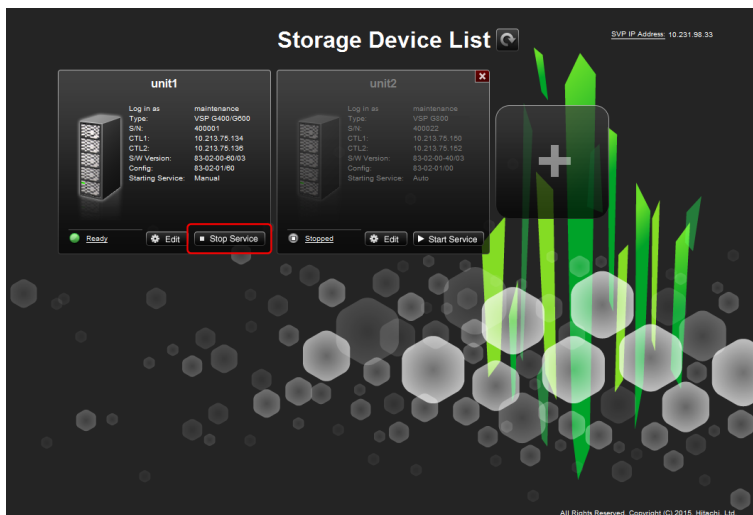 Storage Device List
SVP IP Address: 10.231.98.33
unit1
Log in as maintenance
Type: VSP G400/G600
S/N: 400001
CTL1: 10.213.75.134
CTL2: 10.213.75.136
S/W Version: 83-02-00-60/03
Config: 83-02-01/60
Starting Service: Manual
Ready
Edit
Stop Service
unit2
Log in as maintenance
Type: VSP G800
S/N: 400022
CTL1: 10.213.75.150
CTL2: 10.213.75.152
S/W Version: 83-02-00-40/03
Config: 83-02-01/00
Starting Service: Auto
Stopped
Edit
Start Service
All Rights Reserved. Copyright (C) 2015, Hitachi, Ltd.